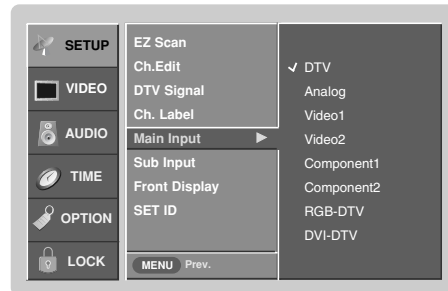 SETUP
VIDEO
AUDIO
TIME
OPTION
LOCK
EZ Scan
Ch.Edit
DTV Signal
Ch. Label
Main Input
Sub Input
Front Display
SET ID
MENU Prev.
DTV
Analog
Video1
Video2
Component1
Component2
RGB-DTV
DVI-DTV